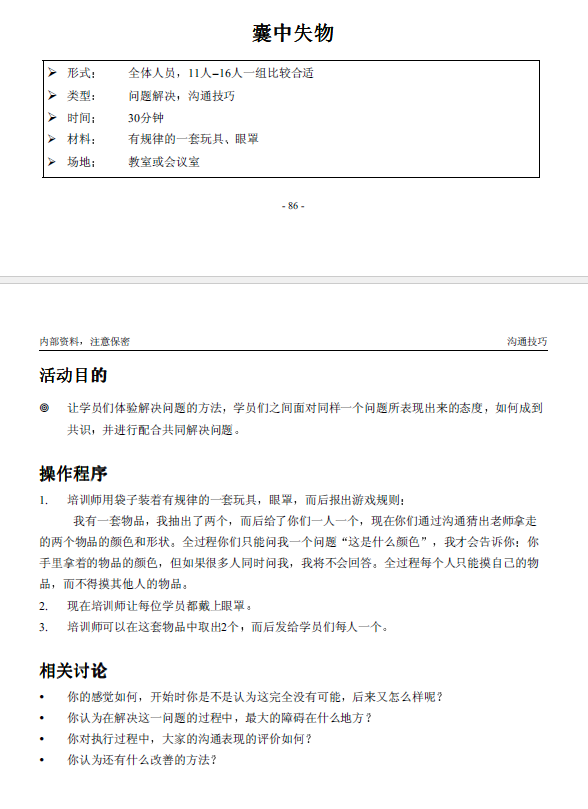 囊中失物
➢ 形式: 全体人员，11人–16人一组比较合适
➢ 类型: 问题解决，沟通技巧
➢ 时间: 30分钟
➢ 材料: 有规律的一套玩具、眼罩
➢ 场地: 教室或会议室
- 86 -
内部资料，注意保密 沟通技巧
活动目的
让学员们体验解决问题的方法，学员们之间面对同样一个问题所表现出来的态度，如何成到
共识，并进行配合共同解决问题。
操作程序
1. 培训师用袋子装着有规律的一套玩具，眼罩，而后报出游戏规则:
我有一套物品，我抽出了两个，而后给了你们一人一个，现在你们通过沟通猜出老师拿走
的两个物品的颜色和形状。全过程你们只能问我一个问题“这是什么颜色”，我才会告诉你: 你
手里拿着的物品的颜色，但如果很多人同时问我，我将不会回答。全过程每个人只能摸自己的物
品，而不得摸其他人的物品。
2. 现在培训师让每位学员都戴上眼罩。
3. 培训师可以在这套物品中取出2个，而后发给学员们每人一个。
相关讨论
• 你的感觉如何，开始时你是不是认为这完全没有可能，后来又怎么样呢？
• 你认为在解决这一问题的过程中，最大的障碍在什么地方？
• 你对执行过程中，大家的沟通表现的评价如何？
• 你认为还有什么改善的方法？